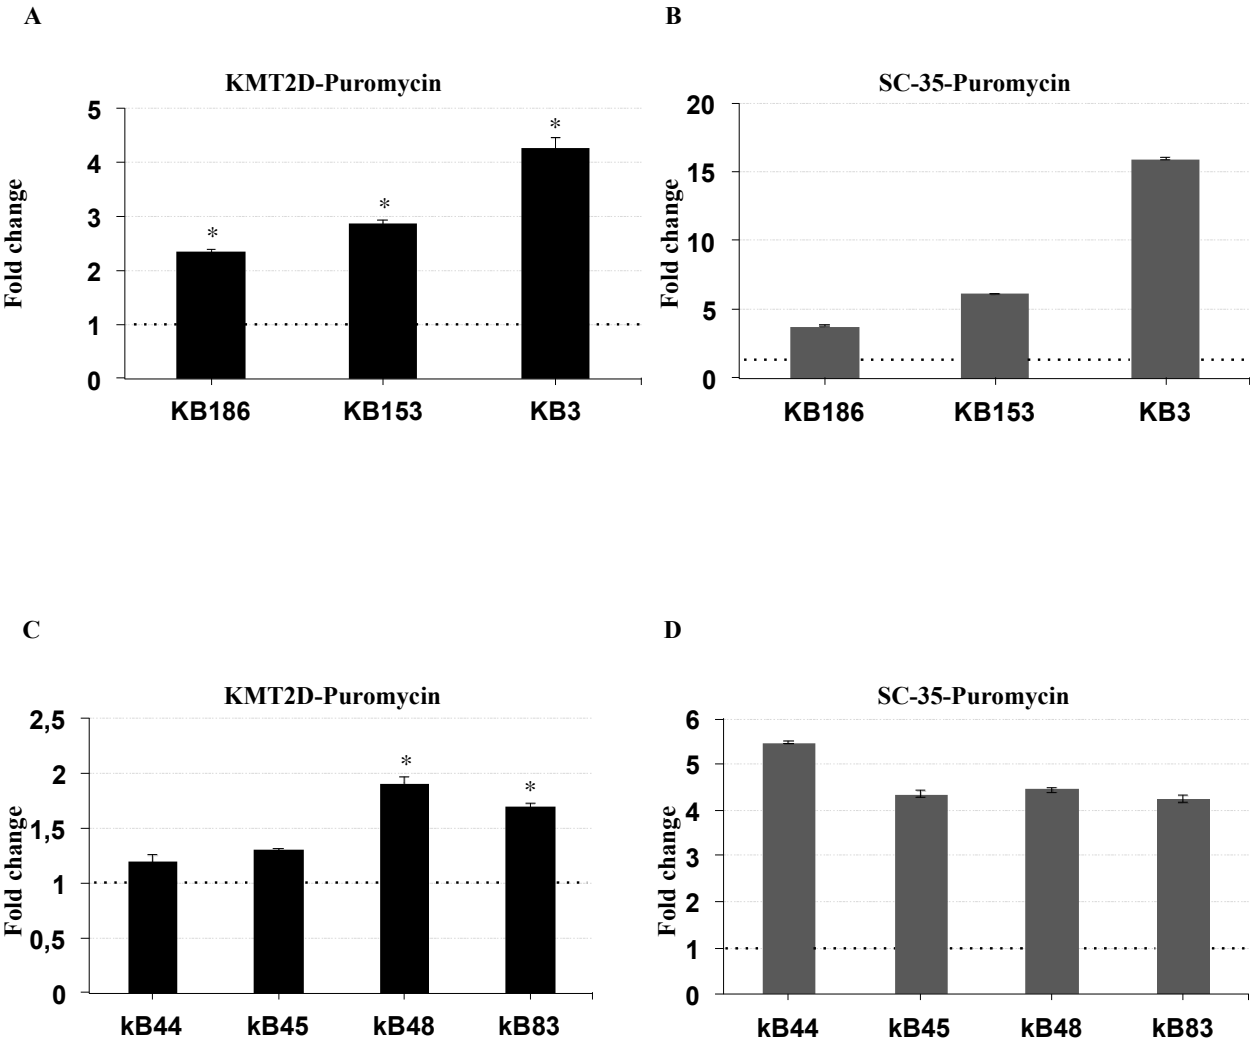 A
KMT2D-Puromycin
Fold change
5
4
3
2
1
0
*
*
*
KB186 KB153 KB3
B
SC-35-Puromycin
Fold change
20
15
10
5
0
KB186 KB153 KB3
C
KMT2D-Puromycin
Fold change
2,5
2
1,5
1
0,5
0
*
*
kB44 kB45 kB48 kB83
D
SC-35-Puromycin
Fold change
6
5
4
3
2
1
0
kB44 kB45 kB48 kB83